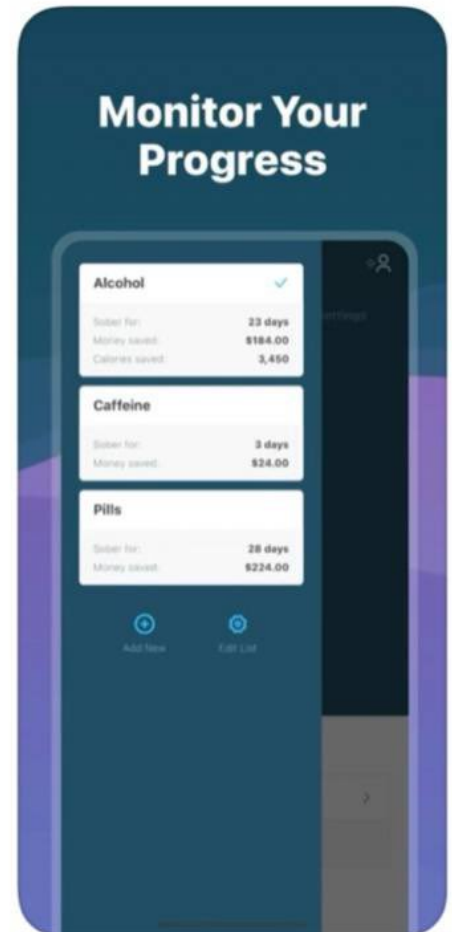 Monitor Your
Progress
Alcohol
Sober for: 23 days
Money saved: $184.00
Calories saved: 3,450
Caffeine
Sober for: 3 days
Money saved: $24.00
Pills
Sober for: 28 days
Money saved: $224.00
Add New Edit List